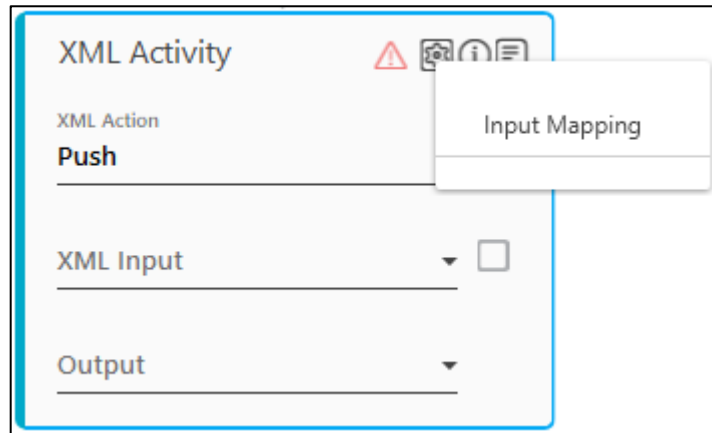 XML Activity
Input Mapping
XML Action
Push
XML Input
Output